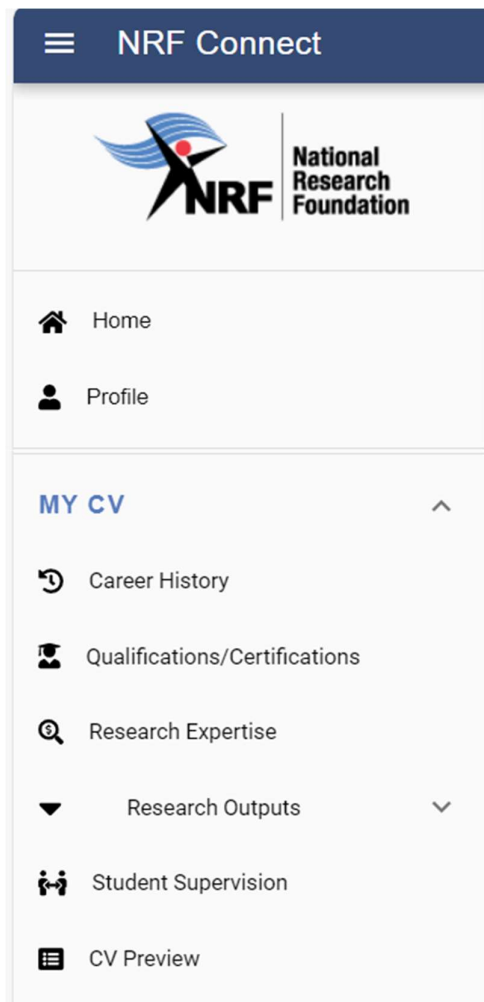 NRF Connect
NRF
National
Research
Foundation
Home
Profile
MY CV
Career History
Qualifications/Certifications
Research Expertise
Research Outputs
Student Supervision
CV Preview